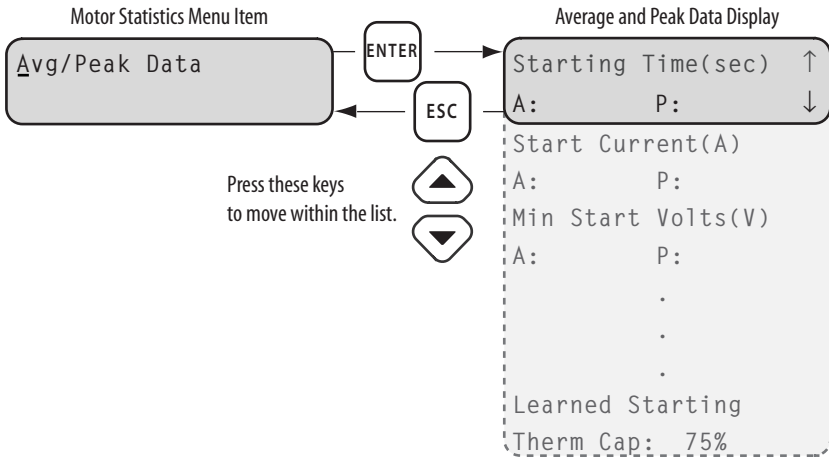 Motor Statistics Menu Item
Avg/Peak Data
ENTER
ESC
Press these keys
to move within the list.
Average and Peak Data Display
Starting Time(sec) ↑
A: P: ↓
Start Current(A)
A: P:
Min Start Volts(V)
A: P:
.
.
.
Learned Starting
Therm Cap: 75%